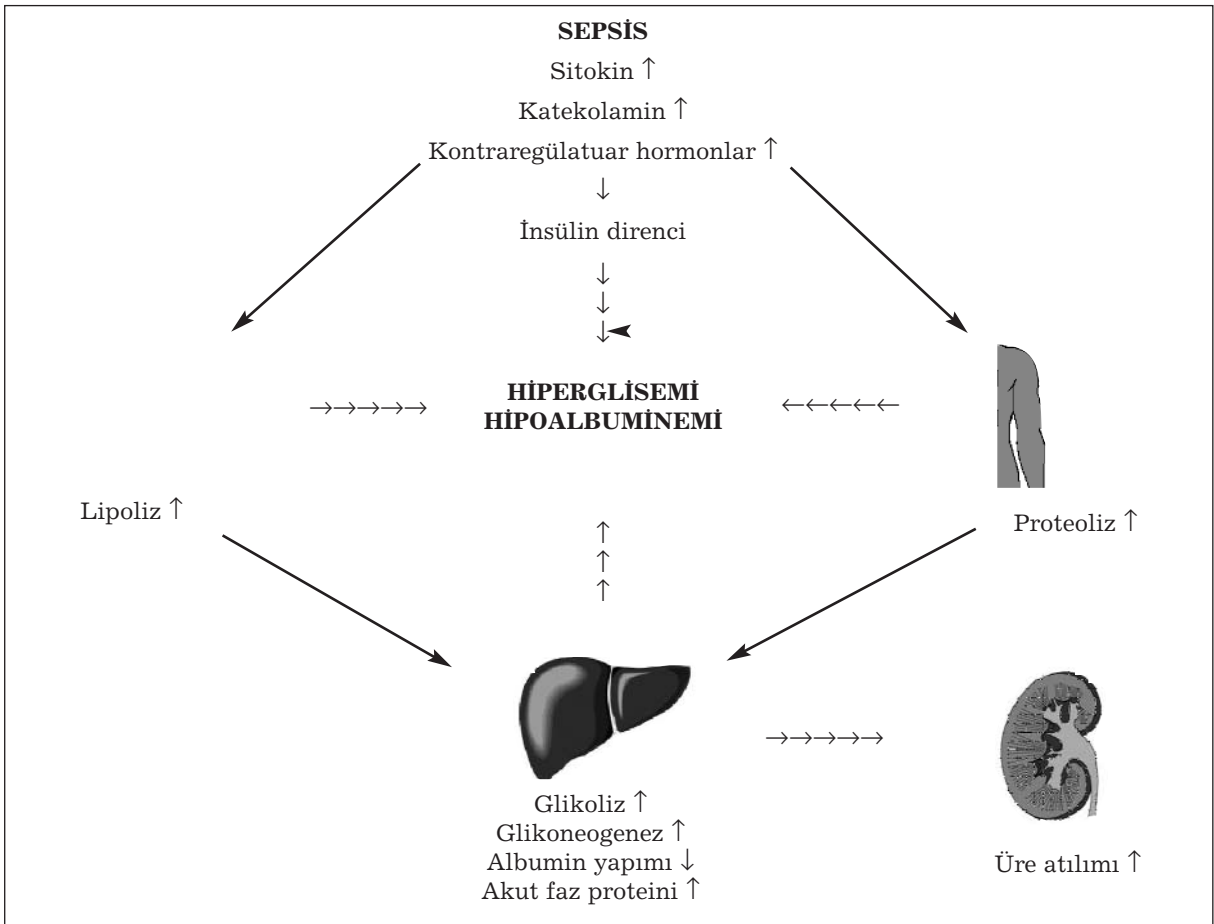 SEPSİS
Sitokin ↑
Katekolamin ↑
Kontraregülatuar hormonlar ↑
↓
İnsülin direnci
↓
↓
↓
→→→→→
HİPERGLİSEMİ
HİPOALBUMİNEMİ
←←←←←
Lipoliz ↑
↑
↑
↑
Proteoliz ↑
→→→→→
Glikoliz ↑
Glikoneogenez ↑
Albumin yapımı ↓
Akut faz proteini ↑
Üre atılımı ↑